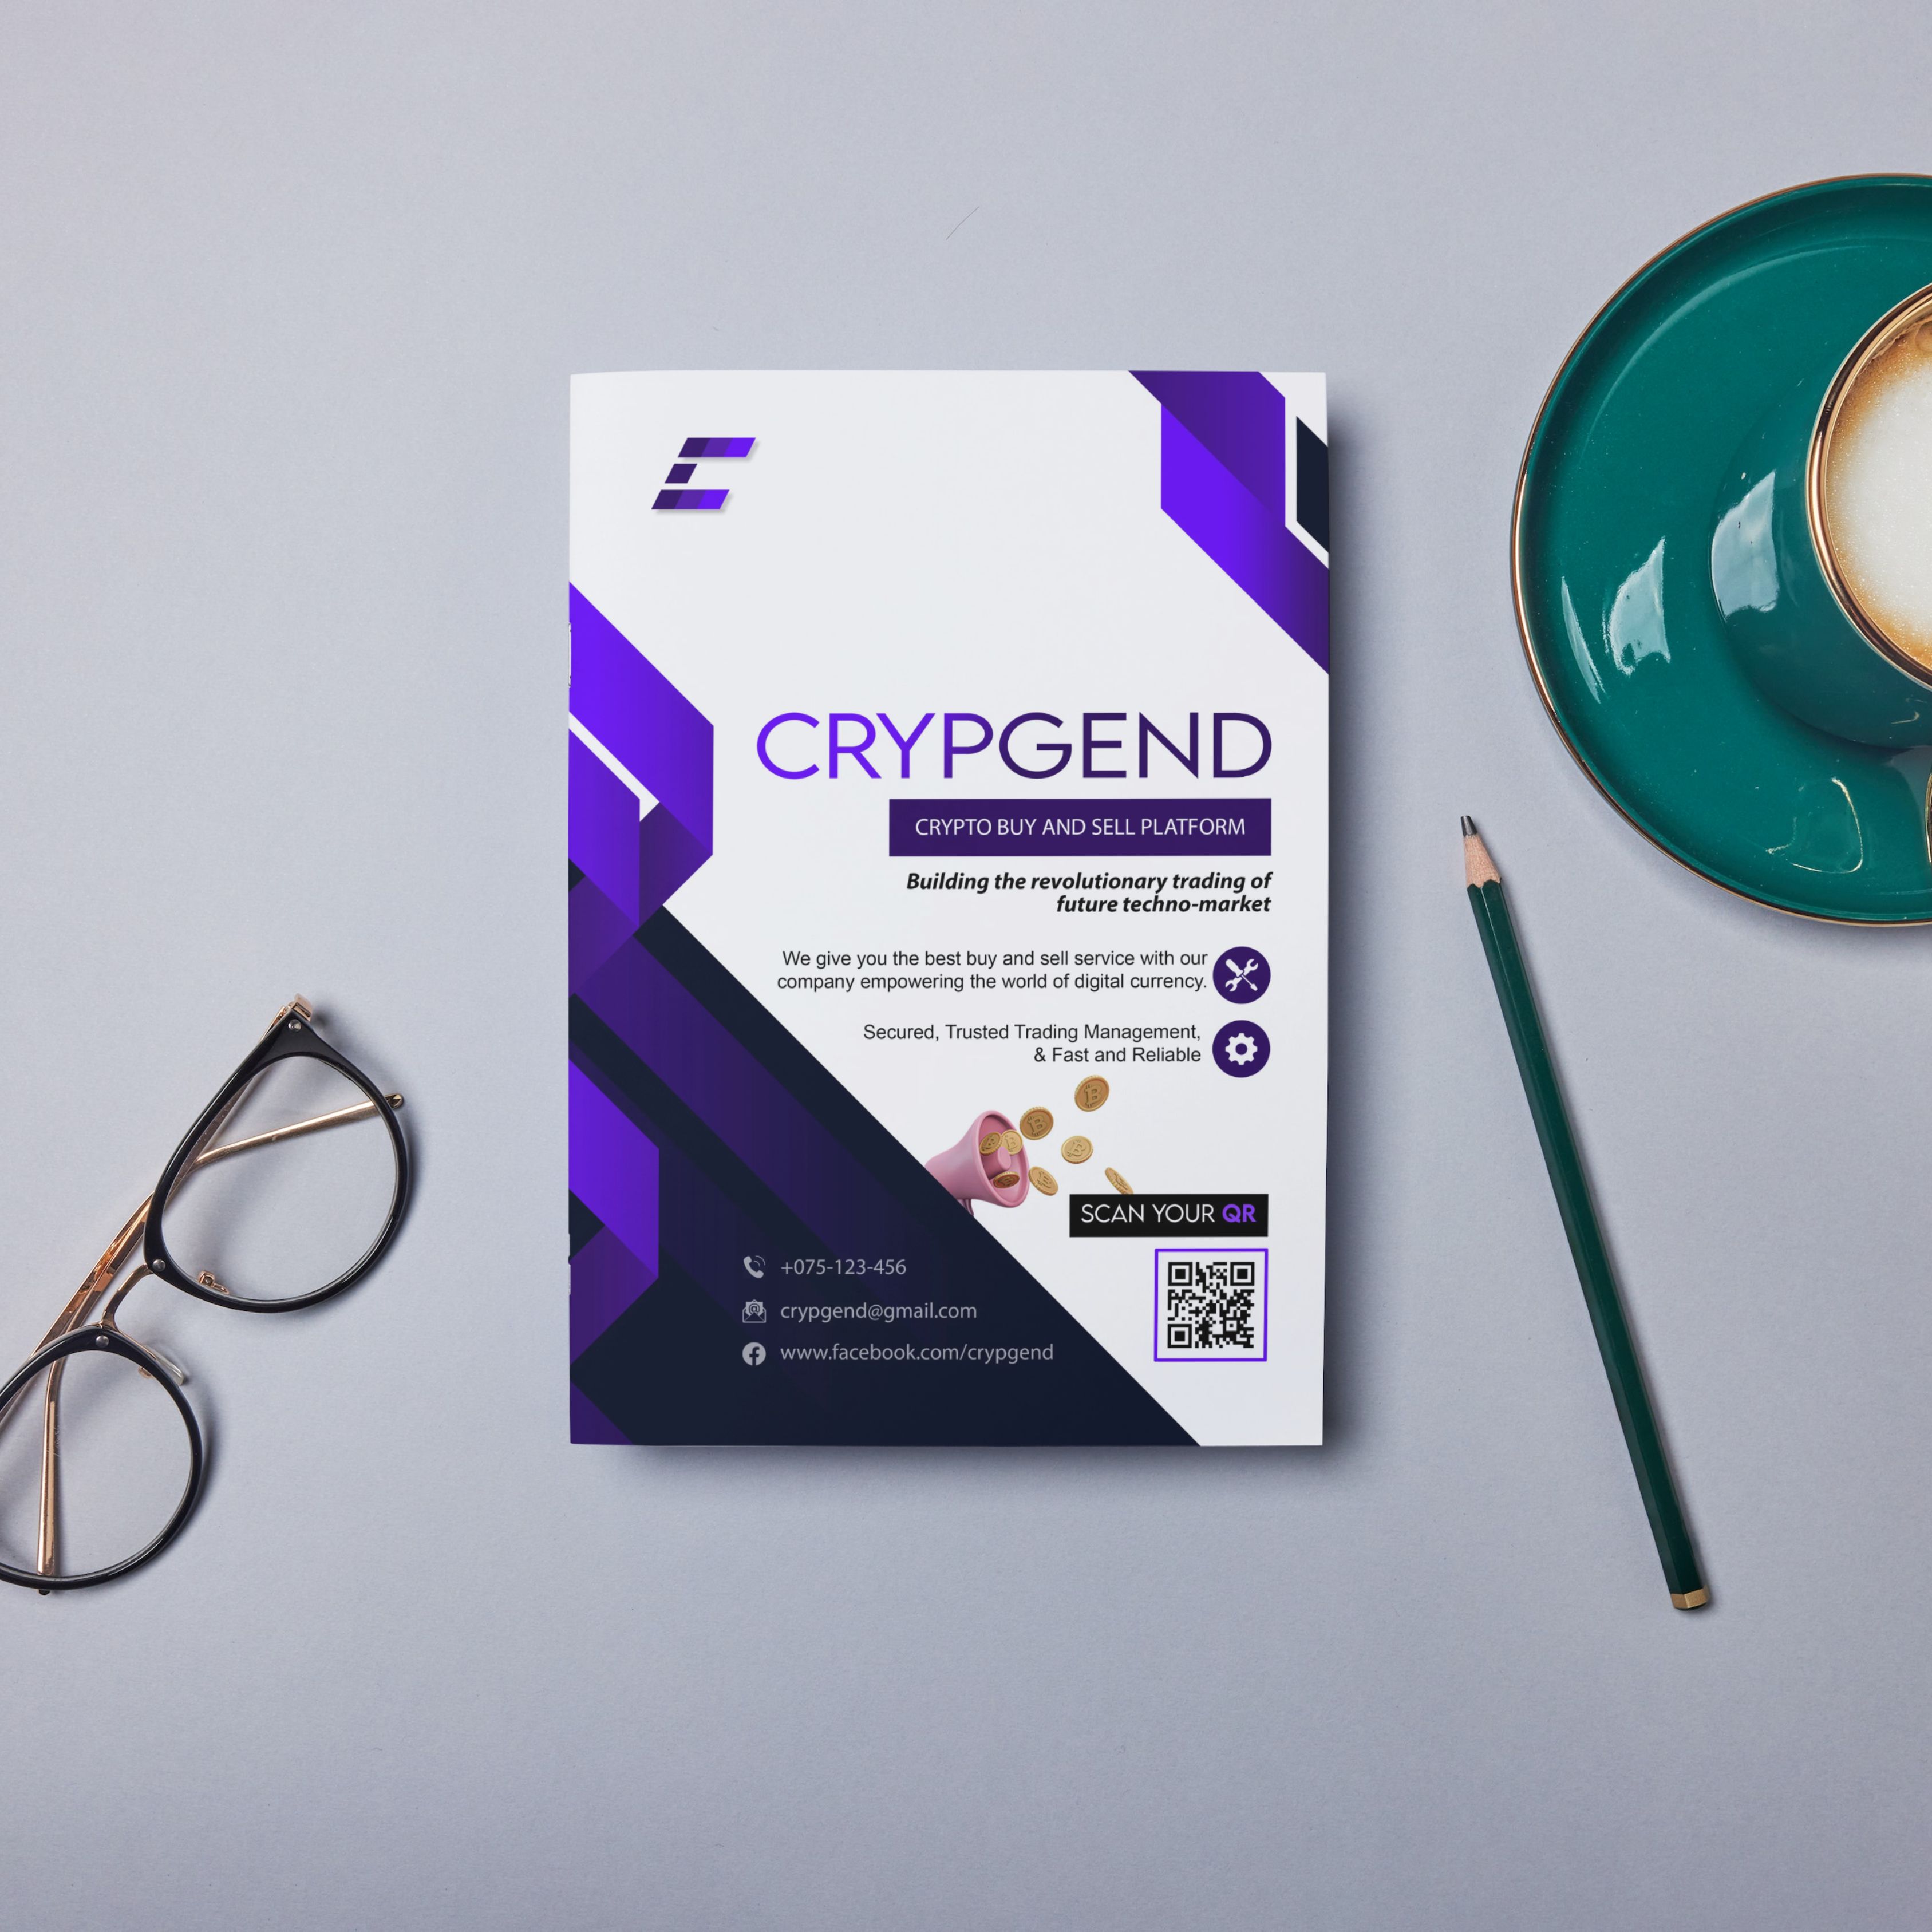 CRYPGEND
CRYPTO BUY AND SELL PLATFORM
Building the revolutionary trading of
future techno-market
We give you the best buy and sell service with our
company empowering the world of digital currency.
Secured, Trusted Trading Management,
& Fast and Reliable
SCAN YOUR QR
+075-123-456
crypgend@gmail.com
www.facebook.com/crypgend